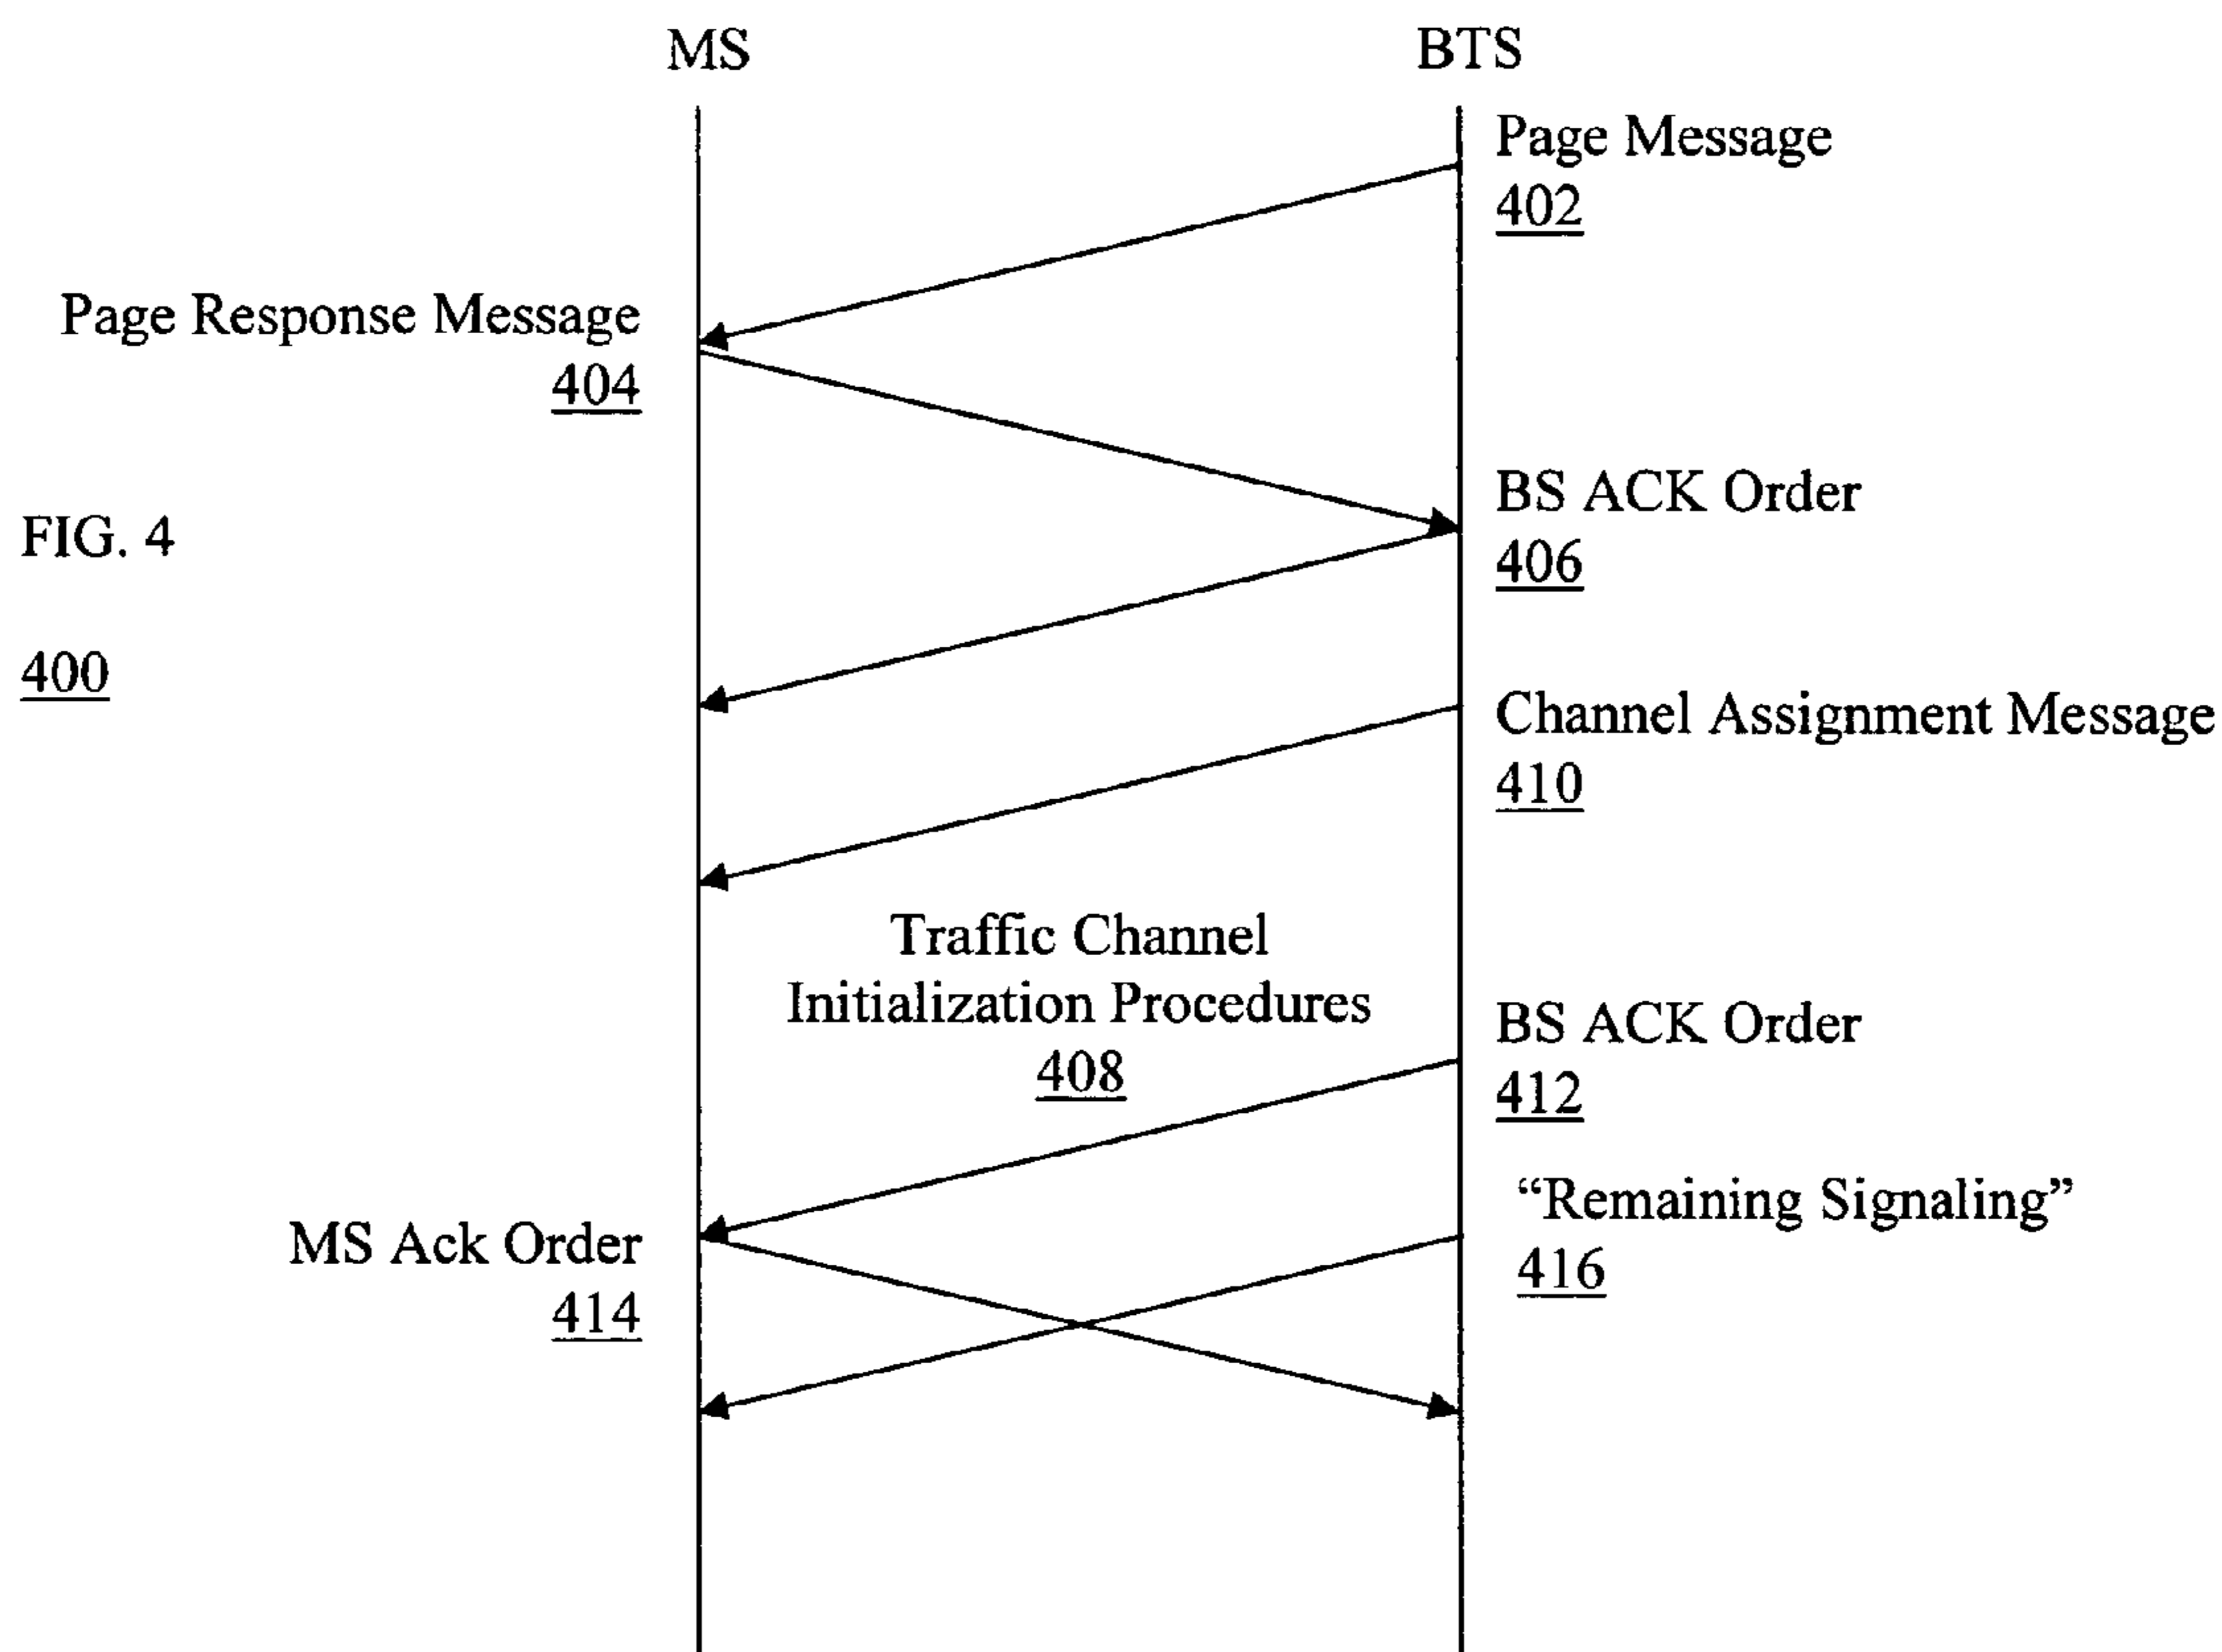 MS
BTS
Page Message
402
Page Response Message
404
BS ACK Order
406
FIG. 4
400
Channel Assignment Message
410
Traffic Channel
Initialization Procedures
408
BS ACK Order
412
“Remaining Signaling”
416
MS Ack Order
414